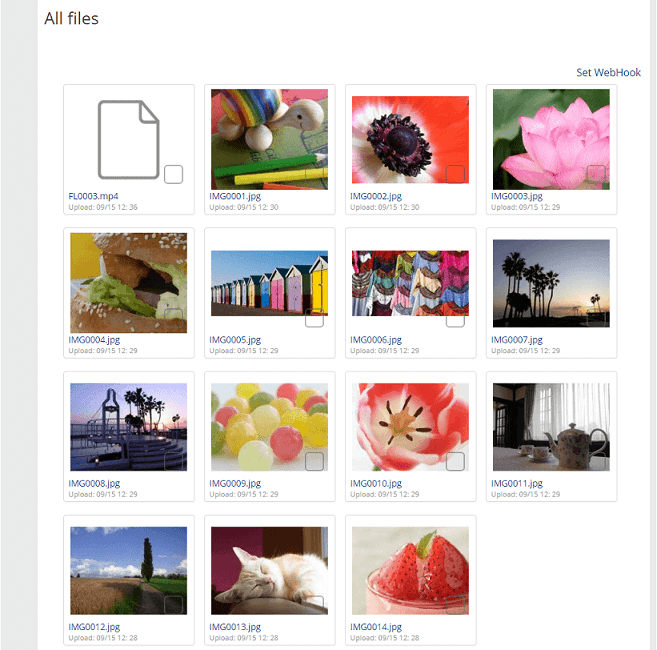 All files
Set WebHook
FL0003.mp4
Upload: 09/15 12: 36
IMG0001.jpg
Upload: 09/15 12: 30
IMG0002.jpg
Upload: 09/15 12: 30
IMG0003.jpg
Upload: 09/15 12: 29
IMG0004.jpg
Upload: 09/15 12: 29
IMG0005.jpg
Upload: 09/15 12: 29
IMG0006.jpg
Upload: 09/15 12: 29
IMG0007.jpg
Upload: 09/15 12: 29
IMG0008.jpg
Upload: 09/15 12: 29
IMG0009.jpg
Upload: 09/15 12: 29
IMG0010.jpg
Upload: 09/15 12: 29
IMG0011.jpg
Upload: 09/15 12: 29
IMG0012.jpg
Upload: 09/15 12: 28
IMG0013.jpg
Upload: 09/15 12: 28
IMG0014.jpg
Upload: 09/15 12: 28